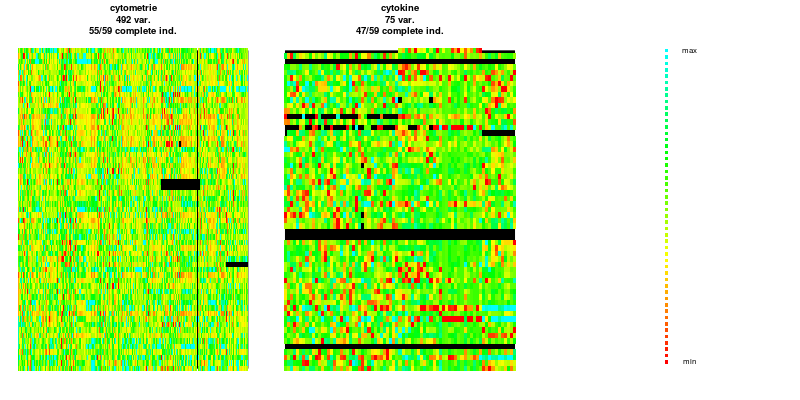 cytometrie
492 var.
55/59 complete ind.
cytokine
75 var.
47/59 complete ind.
max
min